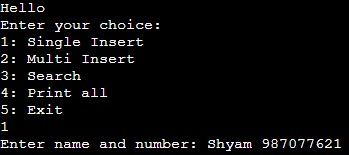 Hello
Enter your choice:
1: Single Insert
2: Multi Insert
3: Search
4: Print all
5: Exit
1
Enter name and number: Shyam 987077621